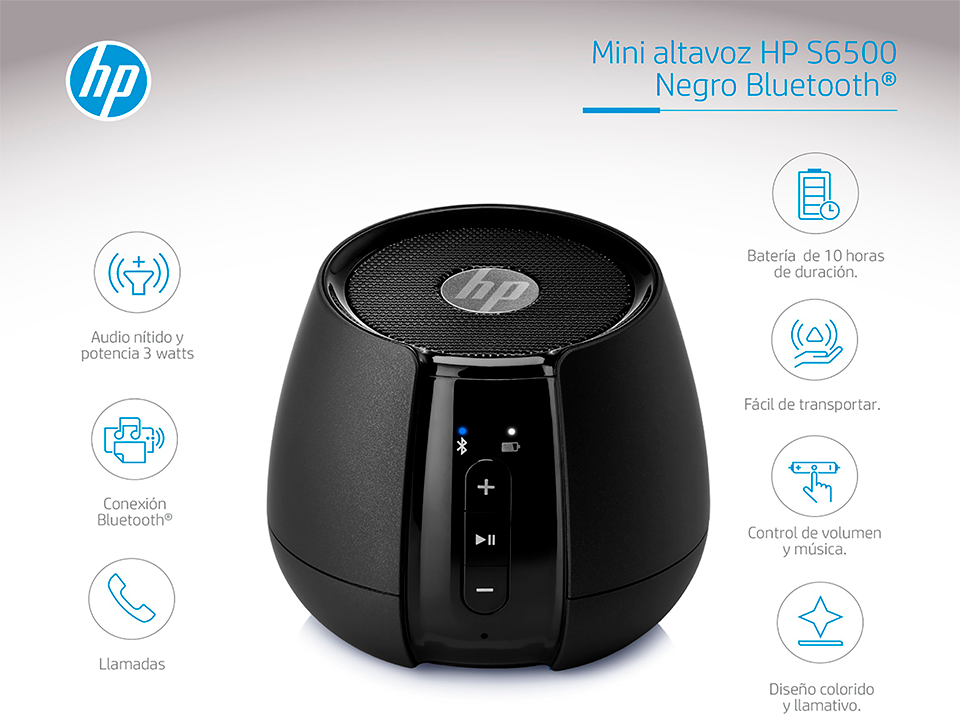 hp
Mini altavoz HP S6500
Negro Bluetooth®
Audio nítido y
potencia 3 watts
Conexión
Bluetooth®
Llamadas
hp
Batería de 10 horas
de duración.
Fácil de transportar.
Control de volumen
y música.
Diseño colorido
y llamativo.